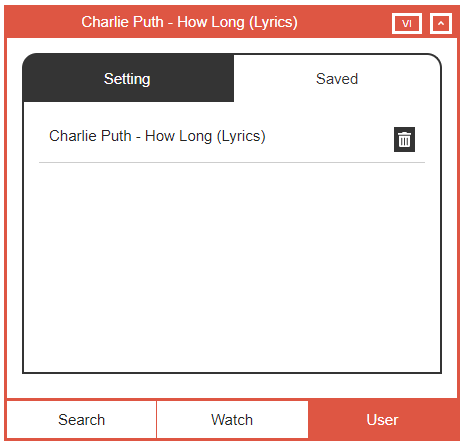 Charlie Puth - How Long (Lyrics) VI
Setting Saved
Charlie Puth - How Long (Lyrics)
Search Watch User